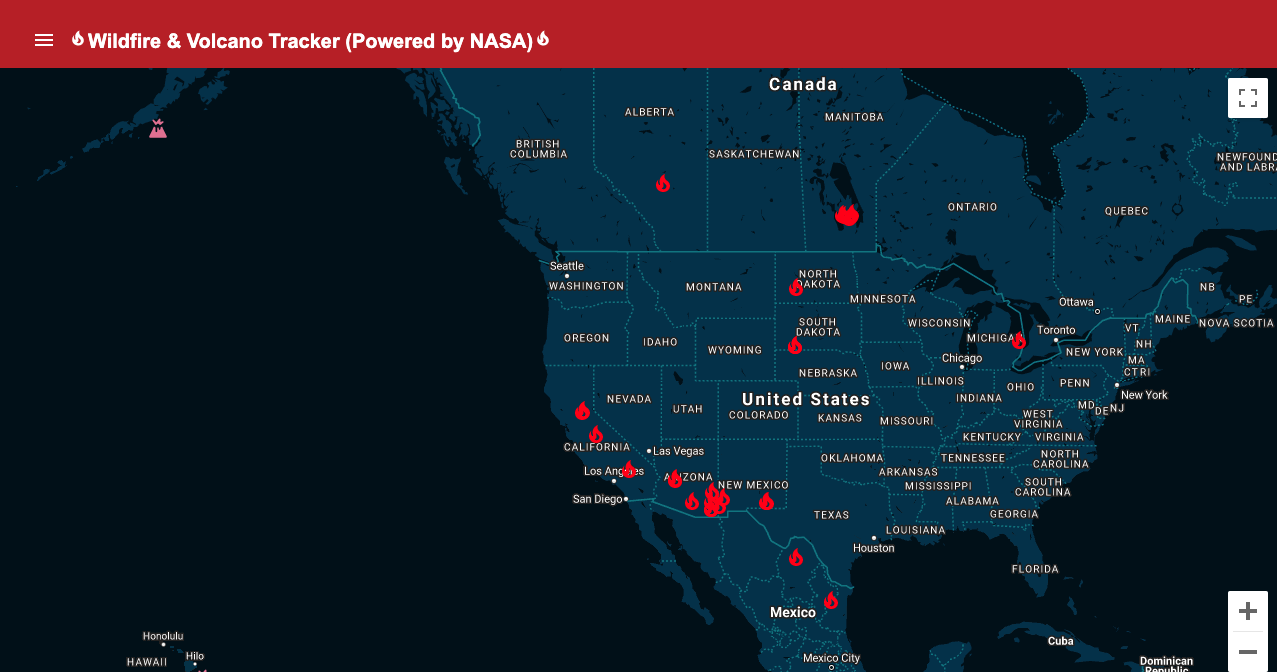 Wildfire & Volcano Tracker (Powered by NASA)
Canada
ALBERTA
MANITOBA
BRITISH
COLUMBIA
SASKATCHEWAN
NEWFOUND
AND LABRA
ONTARIO
QUEBEC
Seattle
WASHINGTON
MONTANA
NORTH
DAKOTA
MINNESOTA
NB
PE
Ottawa
MAINE
NOVA SCOTIA
OREGON
IDAHO
WYOMING
SOUTH
DAKOTA
WISCONSIN
MICHIGAN
Toronto
VT
NH
NEW YORK
MA
CT
RI
Chicago
NEBRASKA
IOWA
ILLINOIS
INDIANA
OHIO
PENN
New York
NEVADA
UTAH
United States
COLORADO
KANSAS
MISSOURI
WEST
VIRGINIA
MD
DE
NJ
KENTUCKY
VIRGINIA
CALIFORNIA
Las Vegas
OKLAHOMA
TENNESSEE
NORTH
CAROLINA
Los Angeles
ARIZONA
NEW MEXICO
ARKANSAS
MISSISSIPPI
SOUTH
CAROLINA
San Diego
TEXAS
ALABAMA
GEORGIA
LOUISIANA
Houston
FLORIDA
Mexico
Honolulu
HAWAII
Hilo
Cuba
Mexico City
Dominican
Republic